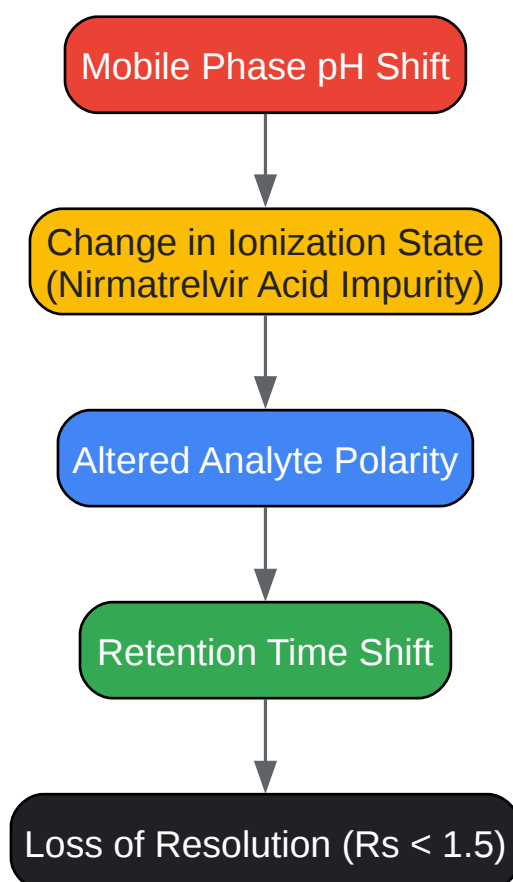 Mobile Phase pH Shift
Change in Ionization State
(Nirmatrelvir Acid Impurity)
Altered Analyte Polarity
Retention Time Shift
Loss of Resolution (Rs < 1.5)